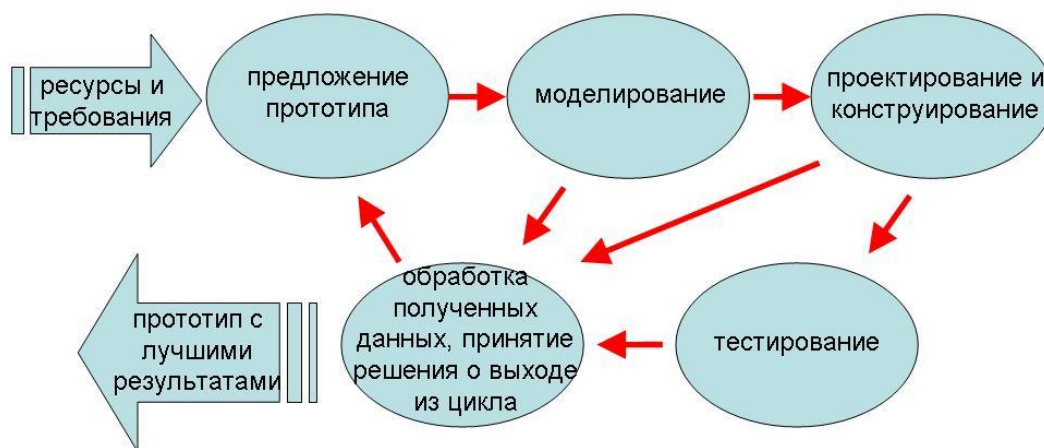 ресурсы и
требования
предложение
прототипа
моделирование
проектирование и
конструирование
прототип с
лучшими
результатами
обработка
полученных
данных, принятие
решения о выходе
из цикла
тестирование